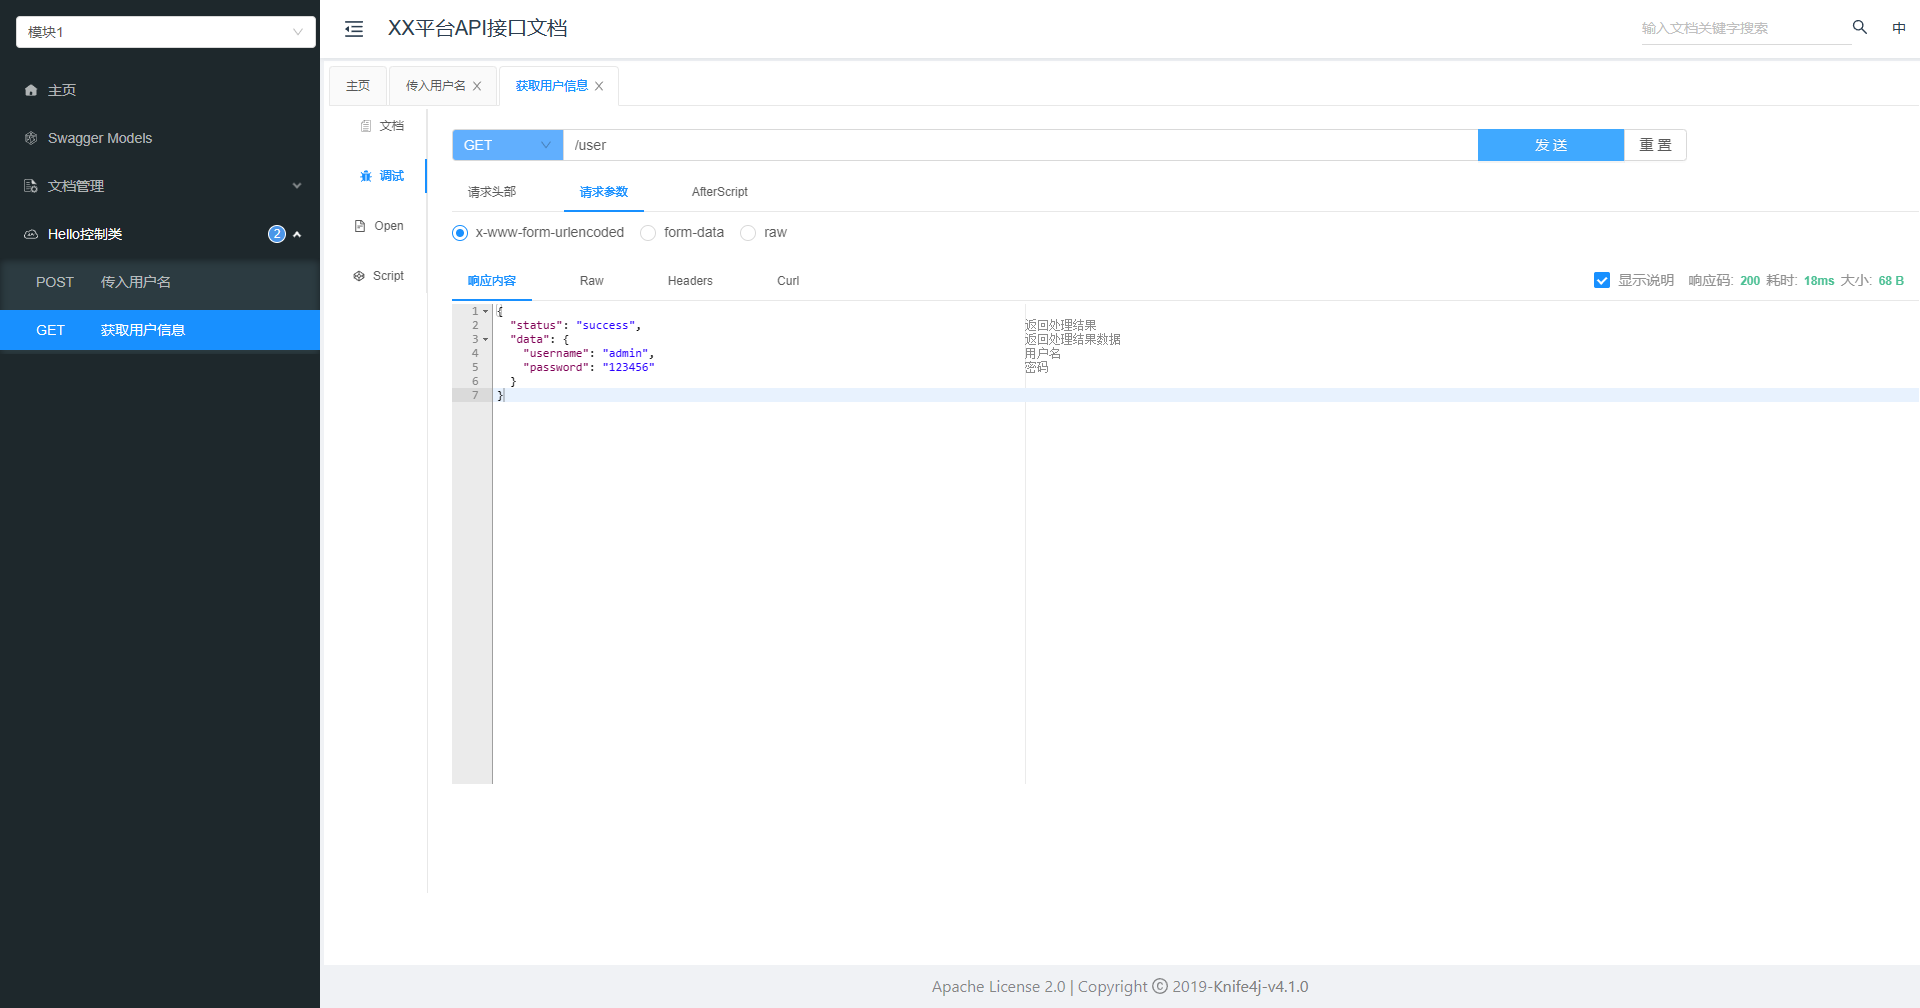 模块1
主页
Swagger Models
文档管理
Hello控制类 2
POST 传入用户名
GET 获取用户信息
XX平台API接口文档
输入文档关键字搜索
中
主页 传入用户名 获取用户信息
文档
调试
Open
Script
GET /user 发 送 重 置
请求头部 请求参数 AfterScript
x-www-form-urlencoded form-data raw
响应内容 Raw Headers Curl
显示说明 响应码: 200 耗时: 18ms 大小: 68 B
1 {
2 "status": "success", 返回处理结果
3 "data": { 返回处理结果数据
4 "username": "admin", 用户名
5 "password": "123456" 密码
6 }
7 }
Apache License 2.0 | Copyright © 2019-Knife4j-v4.1.0